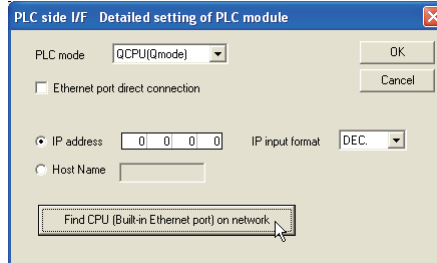 PLC side I/F Detailed setting of PLC module
PLC mode QCPU(Qmode) OK
Ethernet port direct connection Cancel
IP address 0 0 0 0 IP input format DEC.
Host Name
Find CPU (Built-in Ethernet port) on network